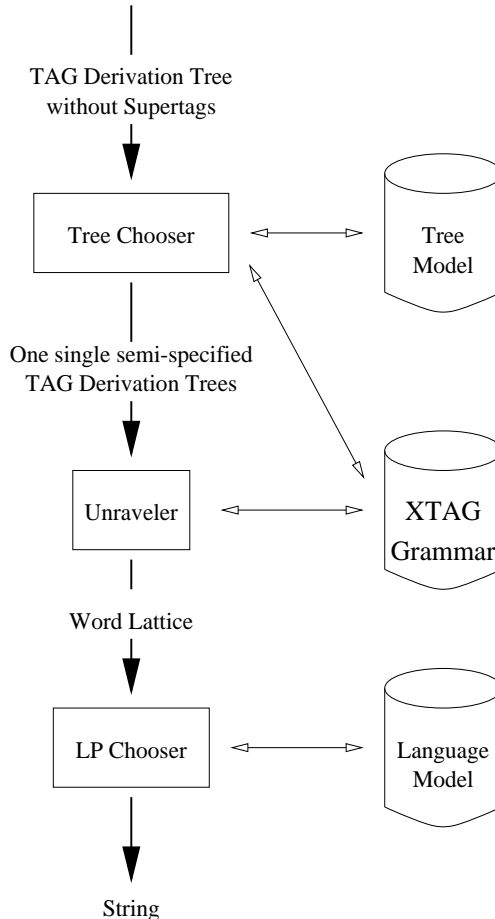 TAG Derivation Tree
without Supertags
Tree Chooser
Tree
Model
One single semi-specified
TAG Derivation Trees
Unraveler
XTAG
Grammar
Word Lattice
LP Chooser
Language
Model
String